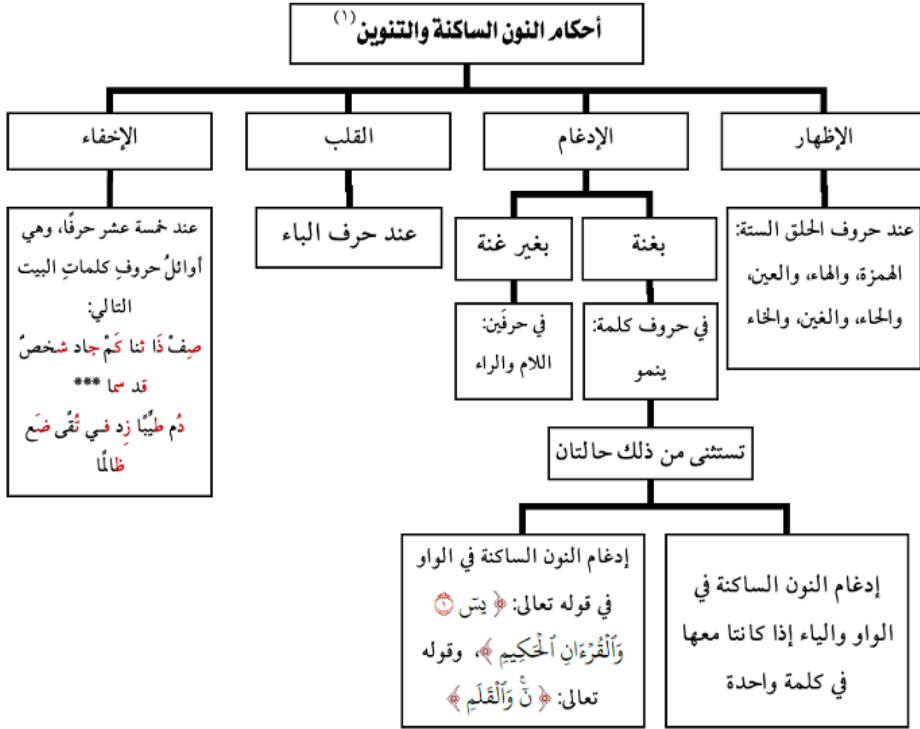 أحكام النون الساكنة والتنوين (١)
الإظهار
الإدغام
القلب
الإخفاء
عند حروف الحلق الستة:
الهمزة، والهاء، والعين،
والحاء، والغين، والخاء
بغنة
بغير غنة
في حروف كلمة:
ينمو
في حرفَين:
اللام والراء
عند حرف الباء
عند خمسة عشر حرفًا، وهي
أوائلُ حروفِ كلماتِ البيت
التالي:
صِفْ ذَا ثنا كَمْ جاد شخصٌ
قد سما ***
دُم طيِّبًا زِد فـي تُقًى ضَع
ظالمًا
تستثنى من ذلك حالتان
إدغام النون الساكنة في
الواو والياء إذا كانتا معها
في كلمة واحدة
إدغام النون الساكنة في الواو
في قوله تعالى: ﴿ يسٓ ١
وَٱلْقُرْءَانِ ٱلْحَكِيمِ ﴾، وقوله
تعالى: ﴿ نٓۚ وَٱلْقَلَمِ ﴾